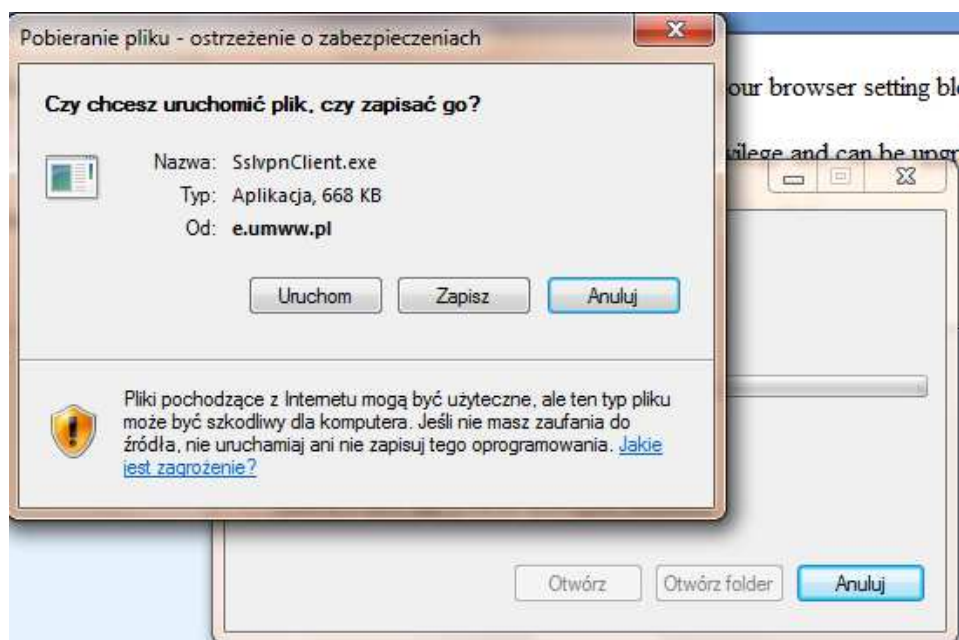 Pobieranie pliku - ostrzeżenie o zabezpieczeniach
Czy chcesz uruchomić plik, czy zapisać go?
Nazwa: SslvpnClient.exe
Typ: Aplikacja, 668 KB
Od: e.umww.pl
Uruchom Zapisz Anuluj
Pliki pochodzące z Internetu mogą być użyteczne, ale ten typ pliku
może być szkodliwy dla komputera. Jeśli nie masz zaufania do
źródła, nie uruchamiaj ani nie zapisuj tego oprogramowania. Jakie
jest zagrożenie?
our browser setting
and can be
Otwórz Otwórz folder Anuluj